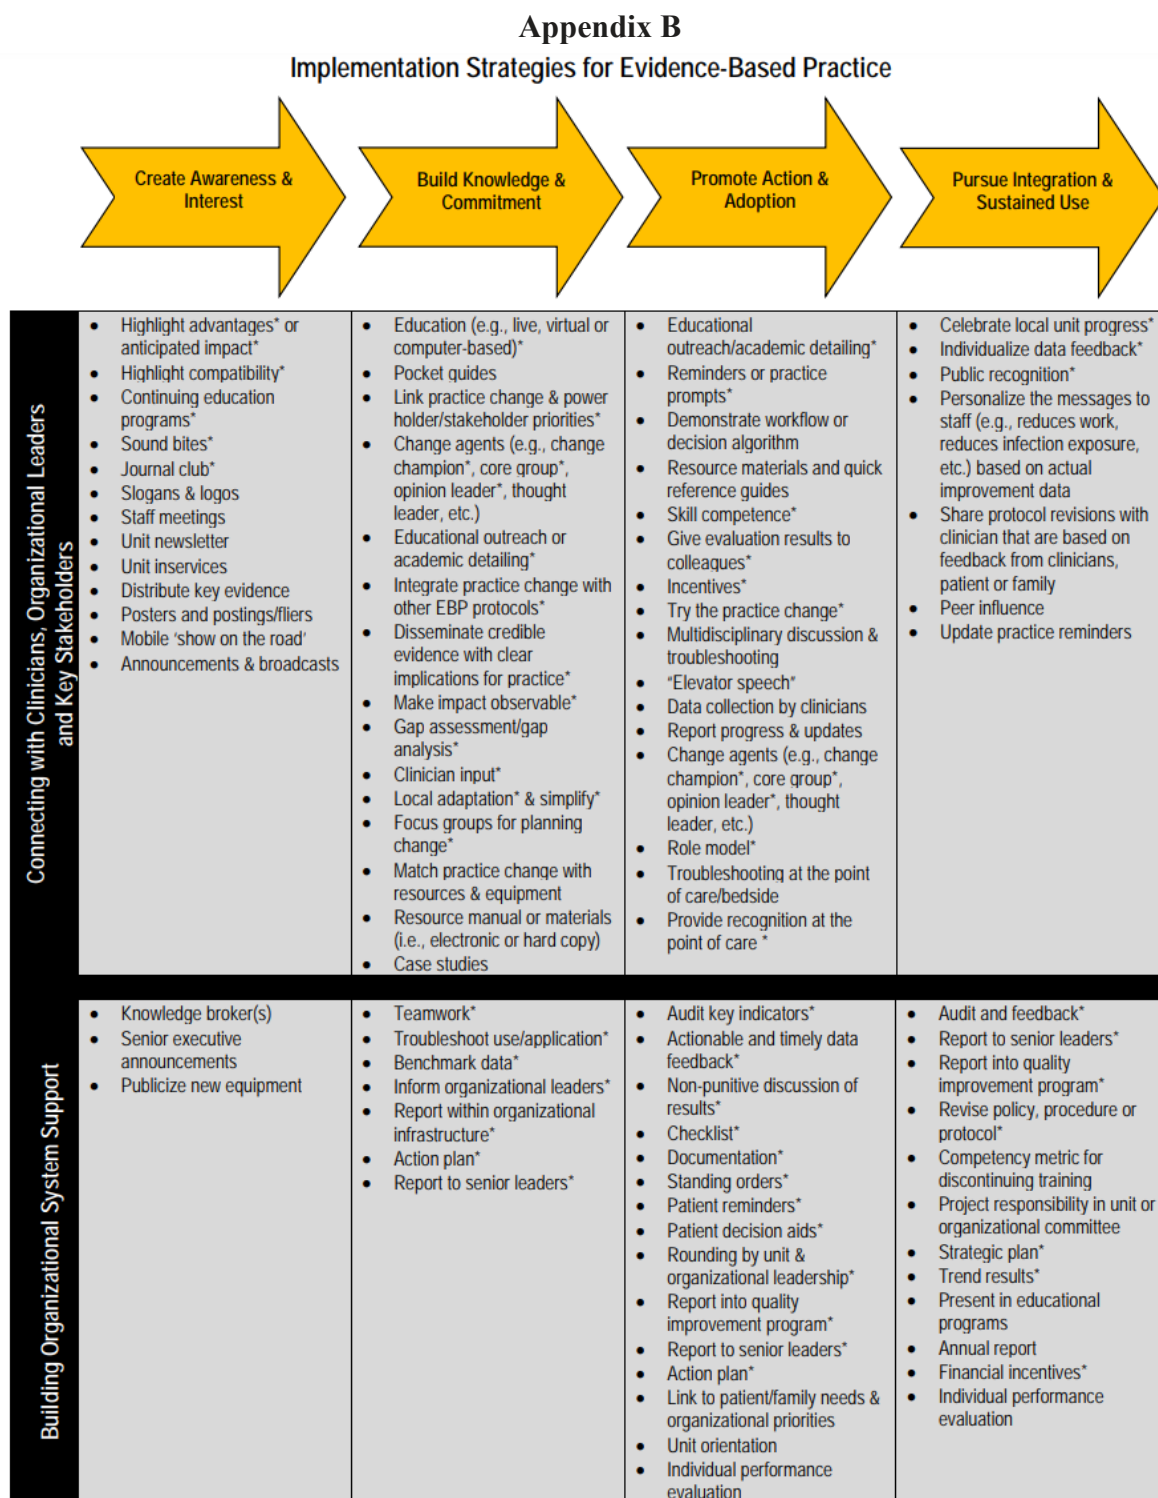 Appendix B
Implementation Strategies for Evidence-Based Practice
Create Awareness &
Interest
Build Knowledge &
Commitment
Promote Action &
Adoption
Pursue Integration &
Sustained Use
Connecting with Clinicians, Organizational Leaders
and Key Stakeholders
• Highlight advantages* or
anticipated impact*
• Highlight compatibility*
• Continuing education
programs*
• Sound bites*
• Journal club*
• Slogans & logos
• Staff meetings
• Unit newsletter
• Unit inservices
• Distribute key evidence
• Posters and postings/fliers
• Mobile 'show on the road'
• Announcements & broadcasts
• Education (e.g., live, virtual or
computer-based)*
• Pocket guides
• Link practice change & power
holder/stakeholder priorities*
• Change agents (e.g., change
champion*, core group*,
opinion leader*, thought
leader, etc.)
• Educational outreach or
academic detailing*
• Integrate practice change with
other EBP protocols*
• Disseminate credible
evidence with clear
implications for practice*
• Make impact observable*
• Gap assessment/gap
analysis*
• Clinician input*
• Local adaptation* & simplify*
• Focus groups for planning
change*
• Match practice change with
resources & equipment
• Resource manual or materials
(i.e., electronic or hard copy)
• Case studies
• Educational
outreach/academic detailing*
• Reminders or practice
prompts*
• Demonstrate workflow or
decision algorithm
• Resource materials and quick
reference guides
• Skill competence*
• Give evaluation results to
colleagues*
• Incentives*
• Try the practice change*
• Multidisciplinary discussion &
troubleshooting
• "Elevator speech"
• Data collection by clinicians
• Report progress & updates
• Change agents (e.g., change
champion*, core group*,
opinion leader*, thought
leader, etc.)
• Role model*
• Troubleshooting at the point
of care/bedside
• Provide recognition at the
point of care *
• Celebrate local unit progress*
• Individualize data feedback*
• Public recognition*
• Personalize the messages to
staff (e.g., reduces work,
reduces infection exposure,
etc.) based on actual
improvement data
• Share protocol revisions with
clinician that are based on
feedback from clinicians,
patient or family
• Peer influence
• Update practice reminders
Building Organizational System Support
• Knowledge broker(s)
• Senior executive
announcements
• Publicize new equipment
• Teamwork*
• Troubleshoot use/application*
• Benchmark data*
• Inform organizational leaders*
• Report within organizational
infrastructure*
• Action plan*
• Report to senior leaders*
• Audit key indicators*
• Actionable and timely data
feedback*
• Non-punitive discussion of
results*
• Checklist*
• Documentation*
• Standing orders*
• Patient reminders*
• Patient decision aids*
• Rounding by unit &
organizational leadership*
• Report into quality
improvement program*
• Report to senior leaders*
• Action plan*
• Link to patient/family needs &
organizational priorities
• Unit orientation
• Individual performance
evaluation
• Audit and feedback*
• Report to senior leaders*
• Report into quality
improvement program*
• Revise policy, procedure or
protocol*
• Competency metric for
discontinuing training
• Project responsibility in unit or
organizational committee
• Strategic plan*
• Trend results*
• Present in educational
programs
• Annual report
• Financial incentives*
• Individual performance
evaluation